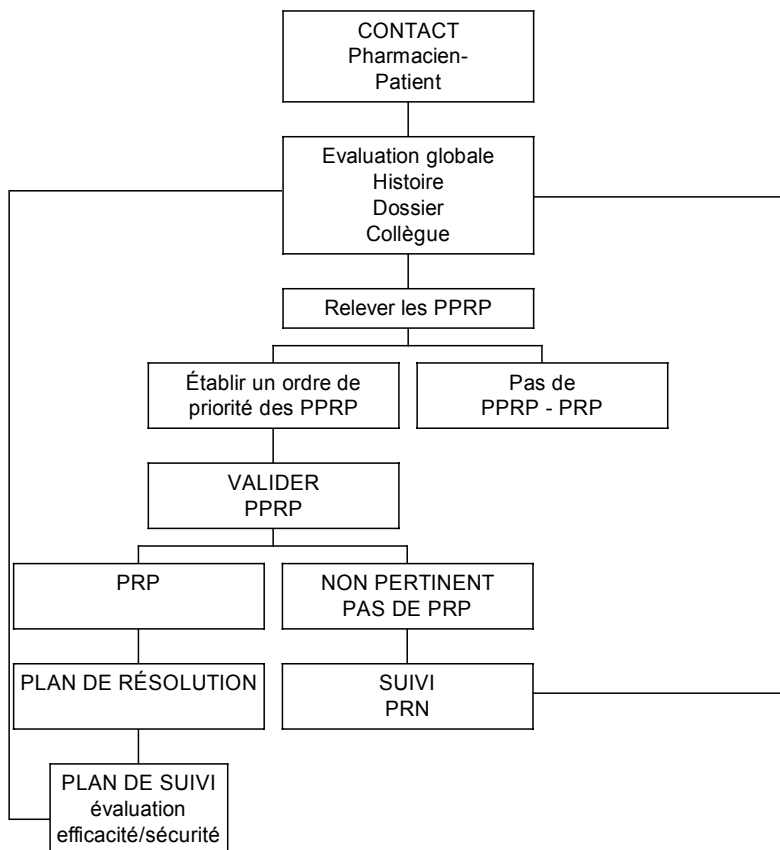 CONTACT
Pharmacien-
Patient
Evaluation globale
Histoire
Dossier
Collègue
Relever les PPRP
Établir un ordre de
priorité des PPRP
Pas de
PPRP - PRP
VALIDER
PPRP
PRP
NON PERTINENT
PAS DE PRP
PLAN DE RÉSOLUTION
SUIVI
PRN
PLAN DE SUIVI
évaluation
efficacité/sécurité